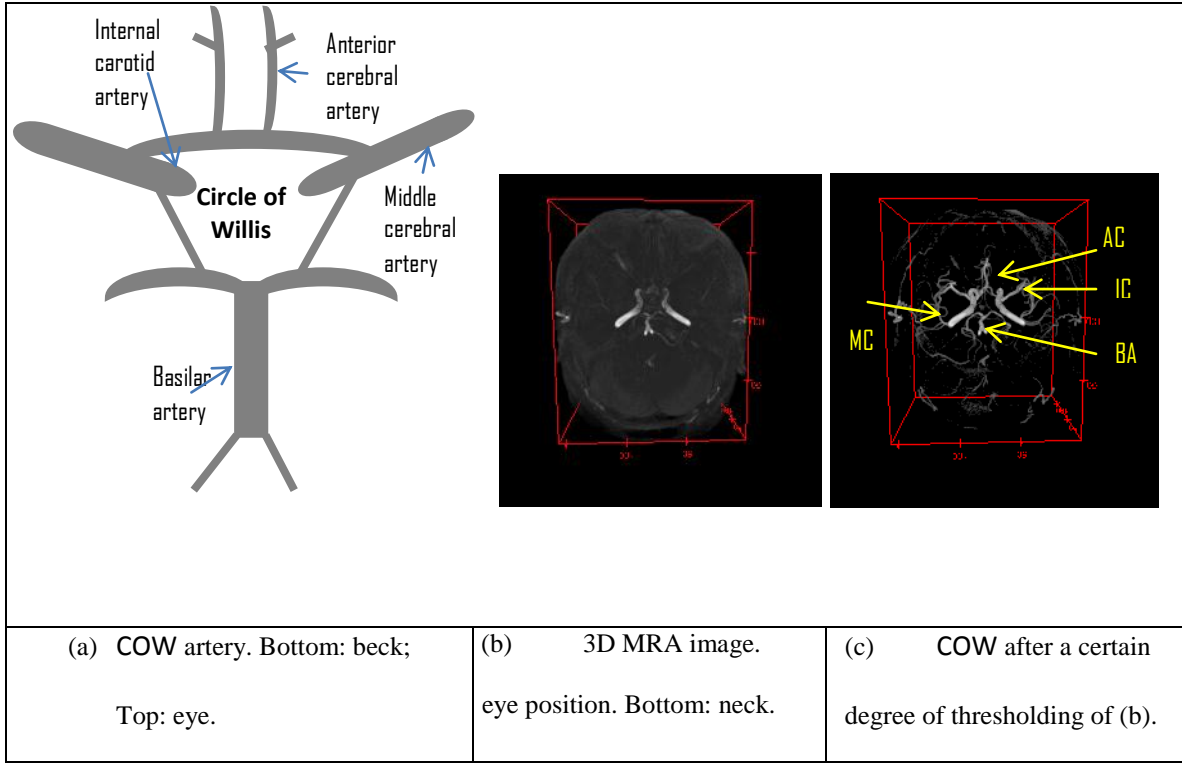 Internal
carotid
artery
Anterior
cerebral
artery
Circle of
Willis
Middle
cerebral
artery
Basilar
artery
AC
IC
MC
BA
(a) COW artery. Bottom: beck;
Top: eye.
(b) 3D MRA image.
eye position. Bottom: neck.
(c) COW after a certain
degree of thresholding of (b).